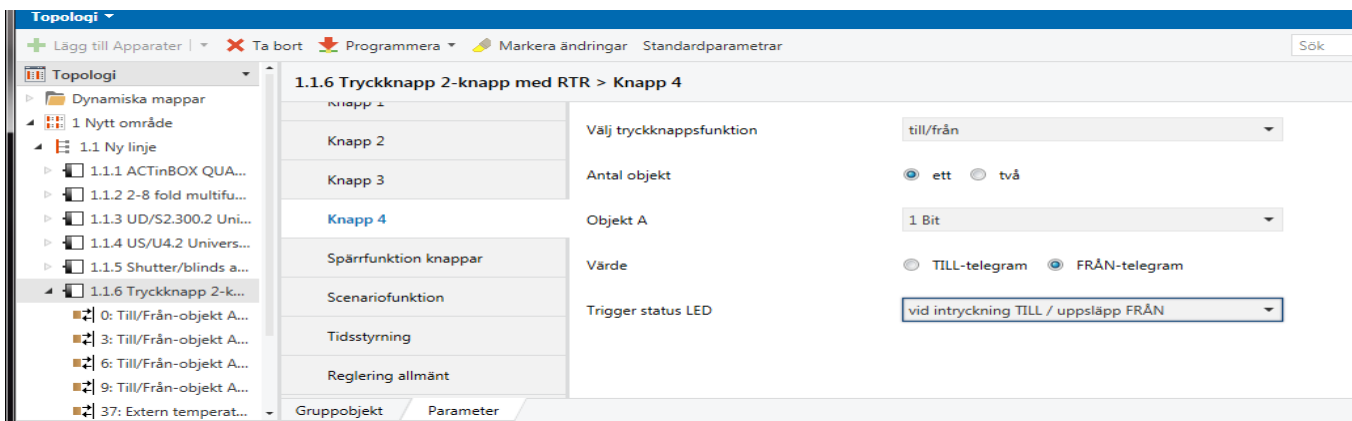 Topologi
Lägg till Apparater Ta bort Programmera Markera ändringar Standardparametrar Sök
Topologi
Dynamiska mappar
1 Nytt område
1.1 Ny linje
1.1.1 ACTinBOX QUA...
1.1.2 2-8 fold multifu...
1.1.3 UD/S2.300.2 Uni...
1.1.4 US/U4.2 Univers...
1.1.5 Shutter/blinds a...
1.1.6 Tryckknapp 2-k...
0: Till/Från-objekt A...
3: Till/Från-objekt A...
6: Till/Från-objekt A...
9: Till/Från-objekt A...
37: Extern temperat...
1.1.6 Tryckknapp 2-knapp med RTR > Knapp 4
Knapp 1
Knapp 2
Knapp 3
Knapp 4
Spärrfunktion knappar
Scenariofunktion
Tidsstyrning
Reglering allmänt
Välj tryckknappsfunktion till/från
Antal objekt ett två
Objekt A 1 Bit
Värde TILL-telegram FRÅN-telegram
Trigger status LED vid intryckning TILL / uppsläpp FRÅN
Gruppobjekt Parameter